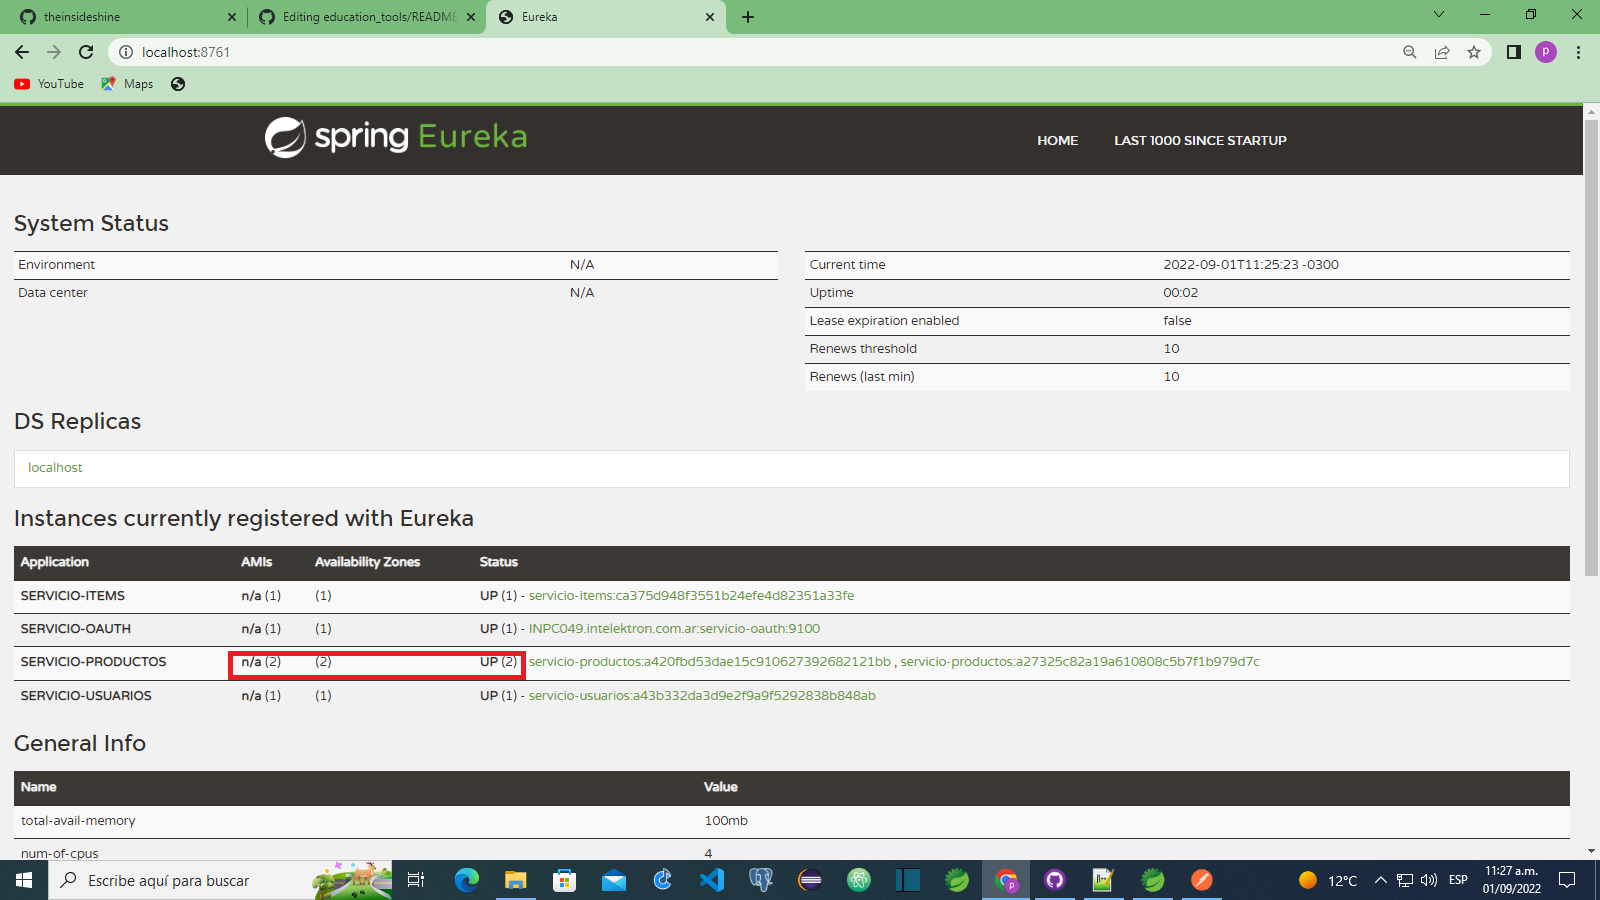 theinsideshine
Editing education_tools/README
Eureka
localhost:8761
P
YouTube
Maps
spring Eureka
HOME
LAST 1000 SINCE STARTUP
System Status
Environment N/A
Data center N/A
Current time 2022-09-01T11:25:23 -0300
Uptime 00:02
Lease expiration enabled false
Renews threshold 10
Renews (last min) 10
DS Replicas
localhost
Instances currently registered with Eureka
Application AMIs Availability Zones Status
SERVICIO-ITEMS n/a (1) (1) UP (1) - servicio-items:ca375d948f3551b24efe4d82351a33fe
SERVICIO-OAUTH n/a (1) (1) UP (1) - INPC049.intelektron.com.ar:servicio-oauth:9100
SERVICIO-PRODUCTOS n/a (2) (2) UP (2) servicio-productos:a420fbd53dae15c910627392682121bb , servicio-productos:a27325c82a19a610808c5b7f1b979d7c
SERVICIO-USUARIOS n/a (1) (1) UP (1) - servicio-usuarios:a43b332da3d9e2f9a9f5292838b848ab
General Info
Name Value
total-avail-memory 100mb
num-of-cpus 4
Escribe aquí para buscar
12°C
ESP
11:27 a.m.
01/09/2022